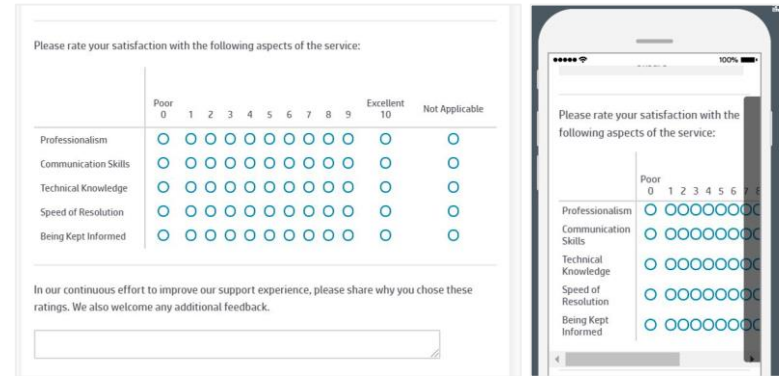 Please rate your satisfaction with the following aspects of the service:
Poor Excellent
0 1 2 3 4 5 6 7 8 9 10 Not Applicable
Professionalism
Communication Skills
Technical Knowledge
Speed of Resolution
Being Kept Informed
In our continuous effort to improve our support experience, please share why you chose these
ratings. We also welcome any additional feedback.
100%
Please rate your satisfaction with the
following aspects of the service:
Poor
0 1 2 3 4 5 6 7 8
Professionalism
Communication
Skills
Technical
Knowledge
Speed of
Resolution
Being Kept
Informed